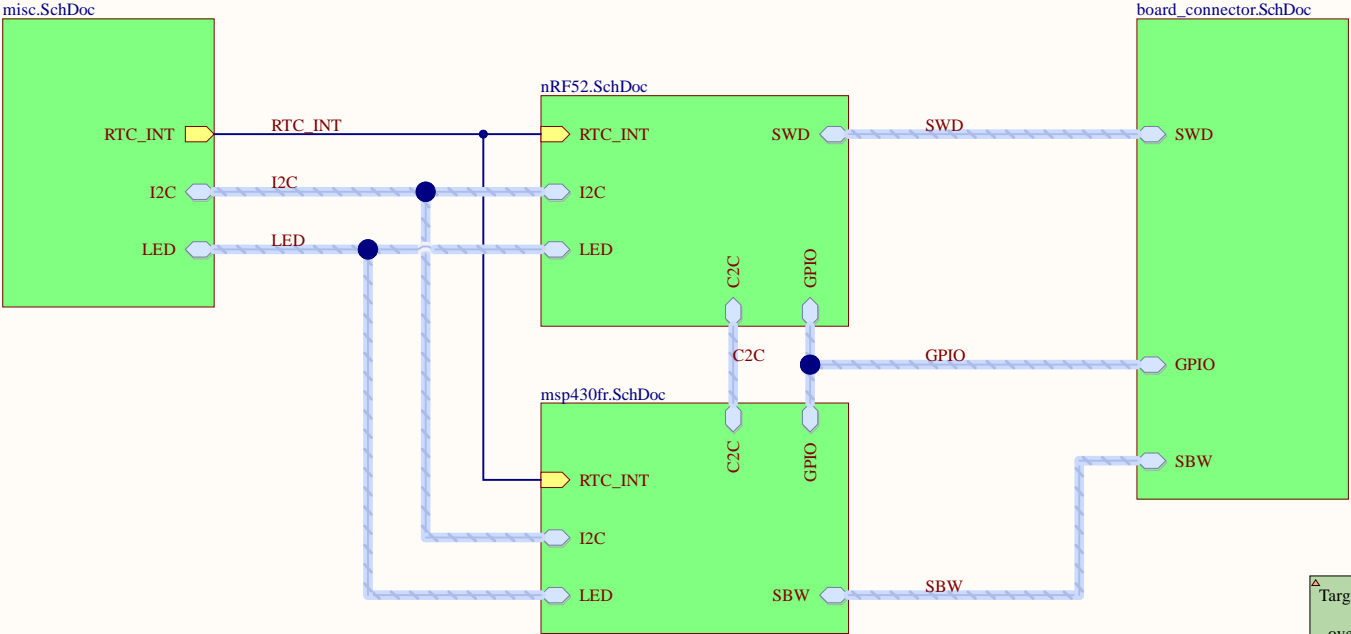 misc.SchDoc
board_connector.SchDoc
nRF52.SchDoc
RTC_INT
RTC_INT
RTC_INT
SWD
SWD
SWD
I2C
I2C
I2C
LED
LED
LED
C2C
GPIO
C2C
GPIO
GPIO
msp430fr.SchDoc
C2C
GPIO
SBW
RTC_INT
I2C
LED
SBW
SBW
Targ